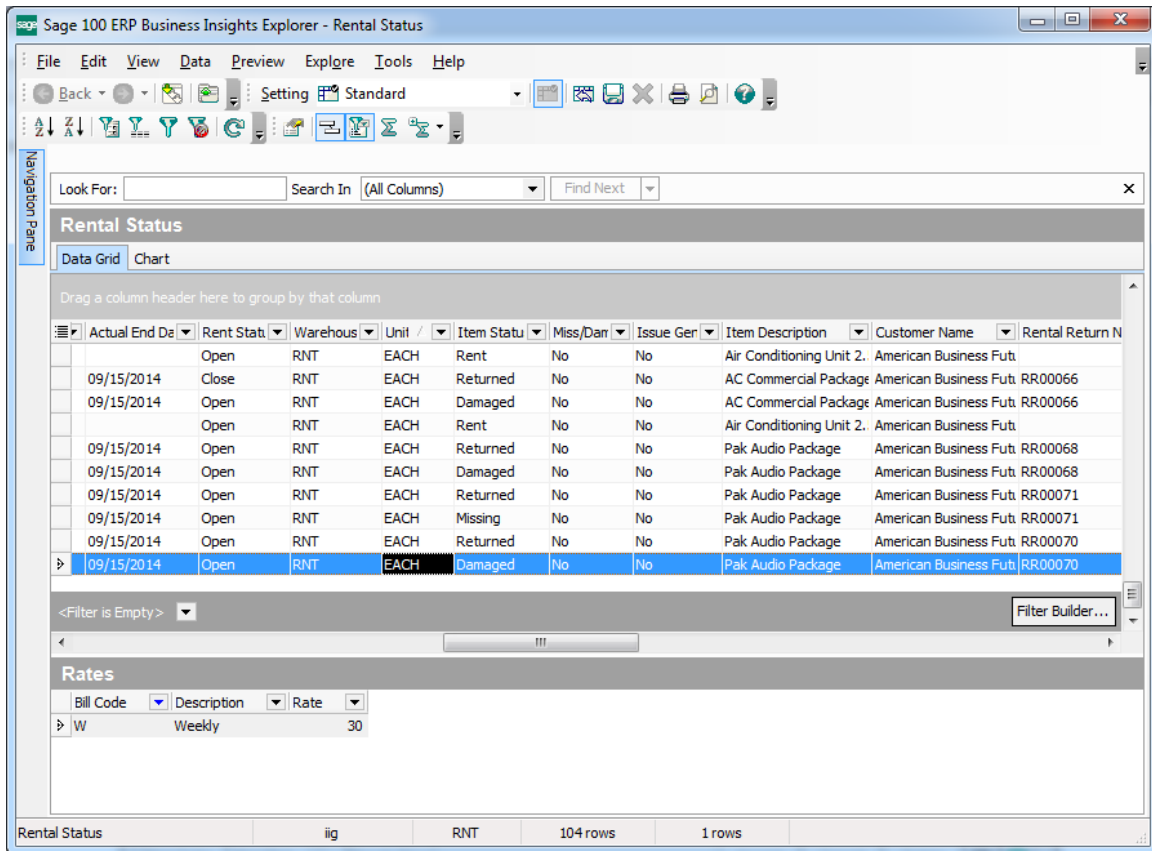 sage Sage 100 ERP Business Insights Explorer - Rental Status
File Edit View Data Preview Explore Tools Help
Back Setting Standard
Navigation Pane
Look For: Search In (All Columns) Find Next
Rental Status
Data Grid Chart
Drag a column header here to group by that column
Actual End Da Rent Statu Warehous Unit Item Statu Miss/Dam Issue Ger Item Description Customer Name Rental Return N
Open RNT EACH Rent No No Air Conditioning Unit 2.. American Business Futu
09/15/2014 Close RNT EACH Returned No No AC Commercial Package American Business Futu RR00066
09/15/2014 Open RNT EACH Damaged No No AC Commercial Package American Business Futu RR00066
Open RNT EACH Rent No No Air Conditioning Unit 2.. American Business Futu
09/15/2014 Open RNT EACH Returned No No Pak Audio Package American Business Futu RR00068
09/15/2014 Open RNT EACH Damaged No No Pak Audio Package American Business Futu RR00068
09/15/2014 Open RNT EACH Returned No No Pak Audio Package American Business Futu RR00071
09/15/2014 Open RNT EACH Missing No No Pak Audio Package American Business Futu RR00071
09/15/2014 Open RNT EACH Returned No No Pak Audio Package American Business Futu RR00070
09/15/2014 Open RNT EACH Damaged No No Pak Audio Package American Business Futu RR00070
<Filter is Empty> Filter Builder...
Rates
Bill Code Description Rate
W Weekly 30
Rental Status iig RNT 104 rows 1 rows